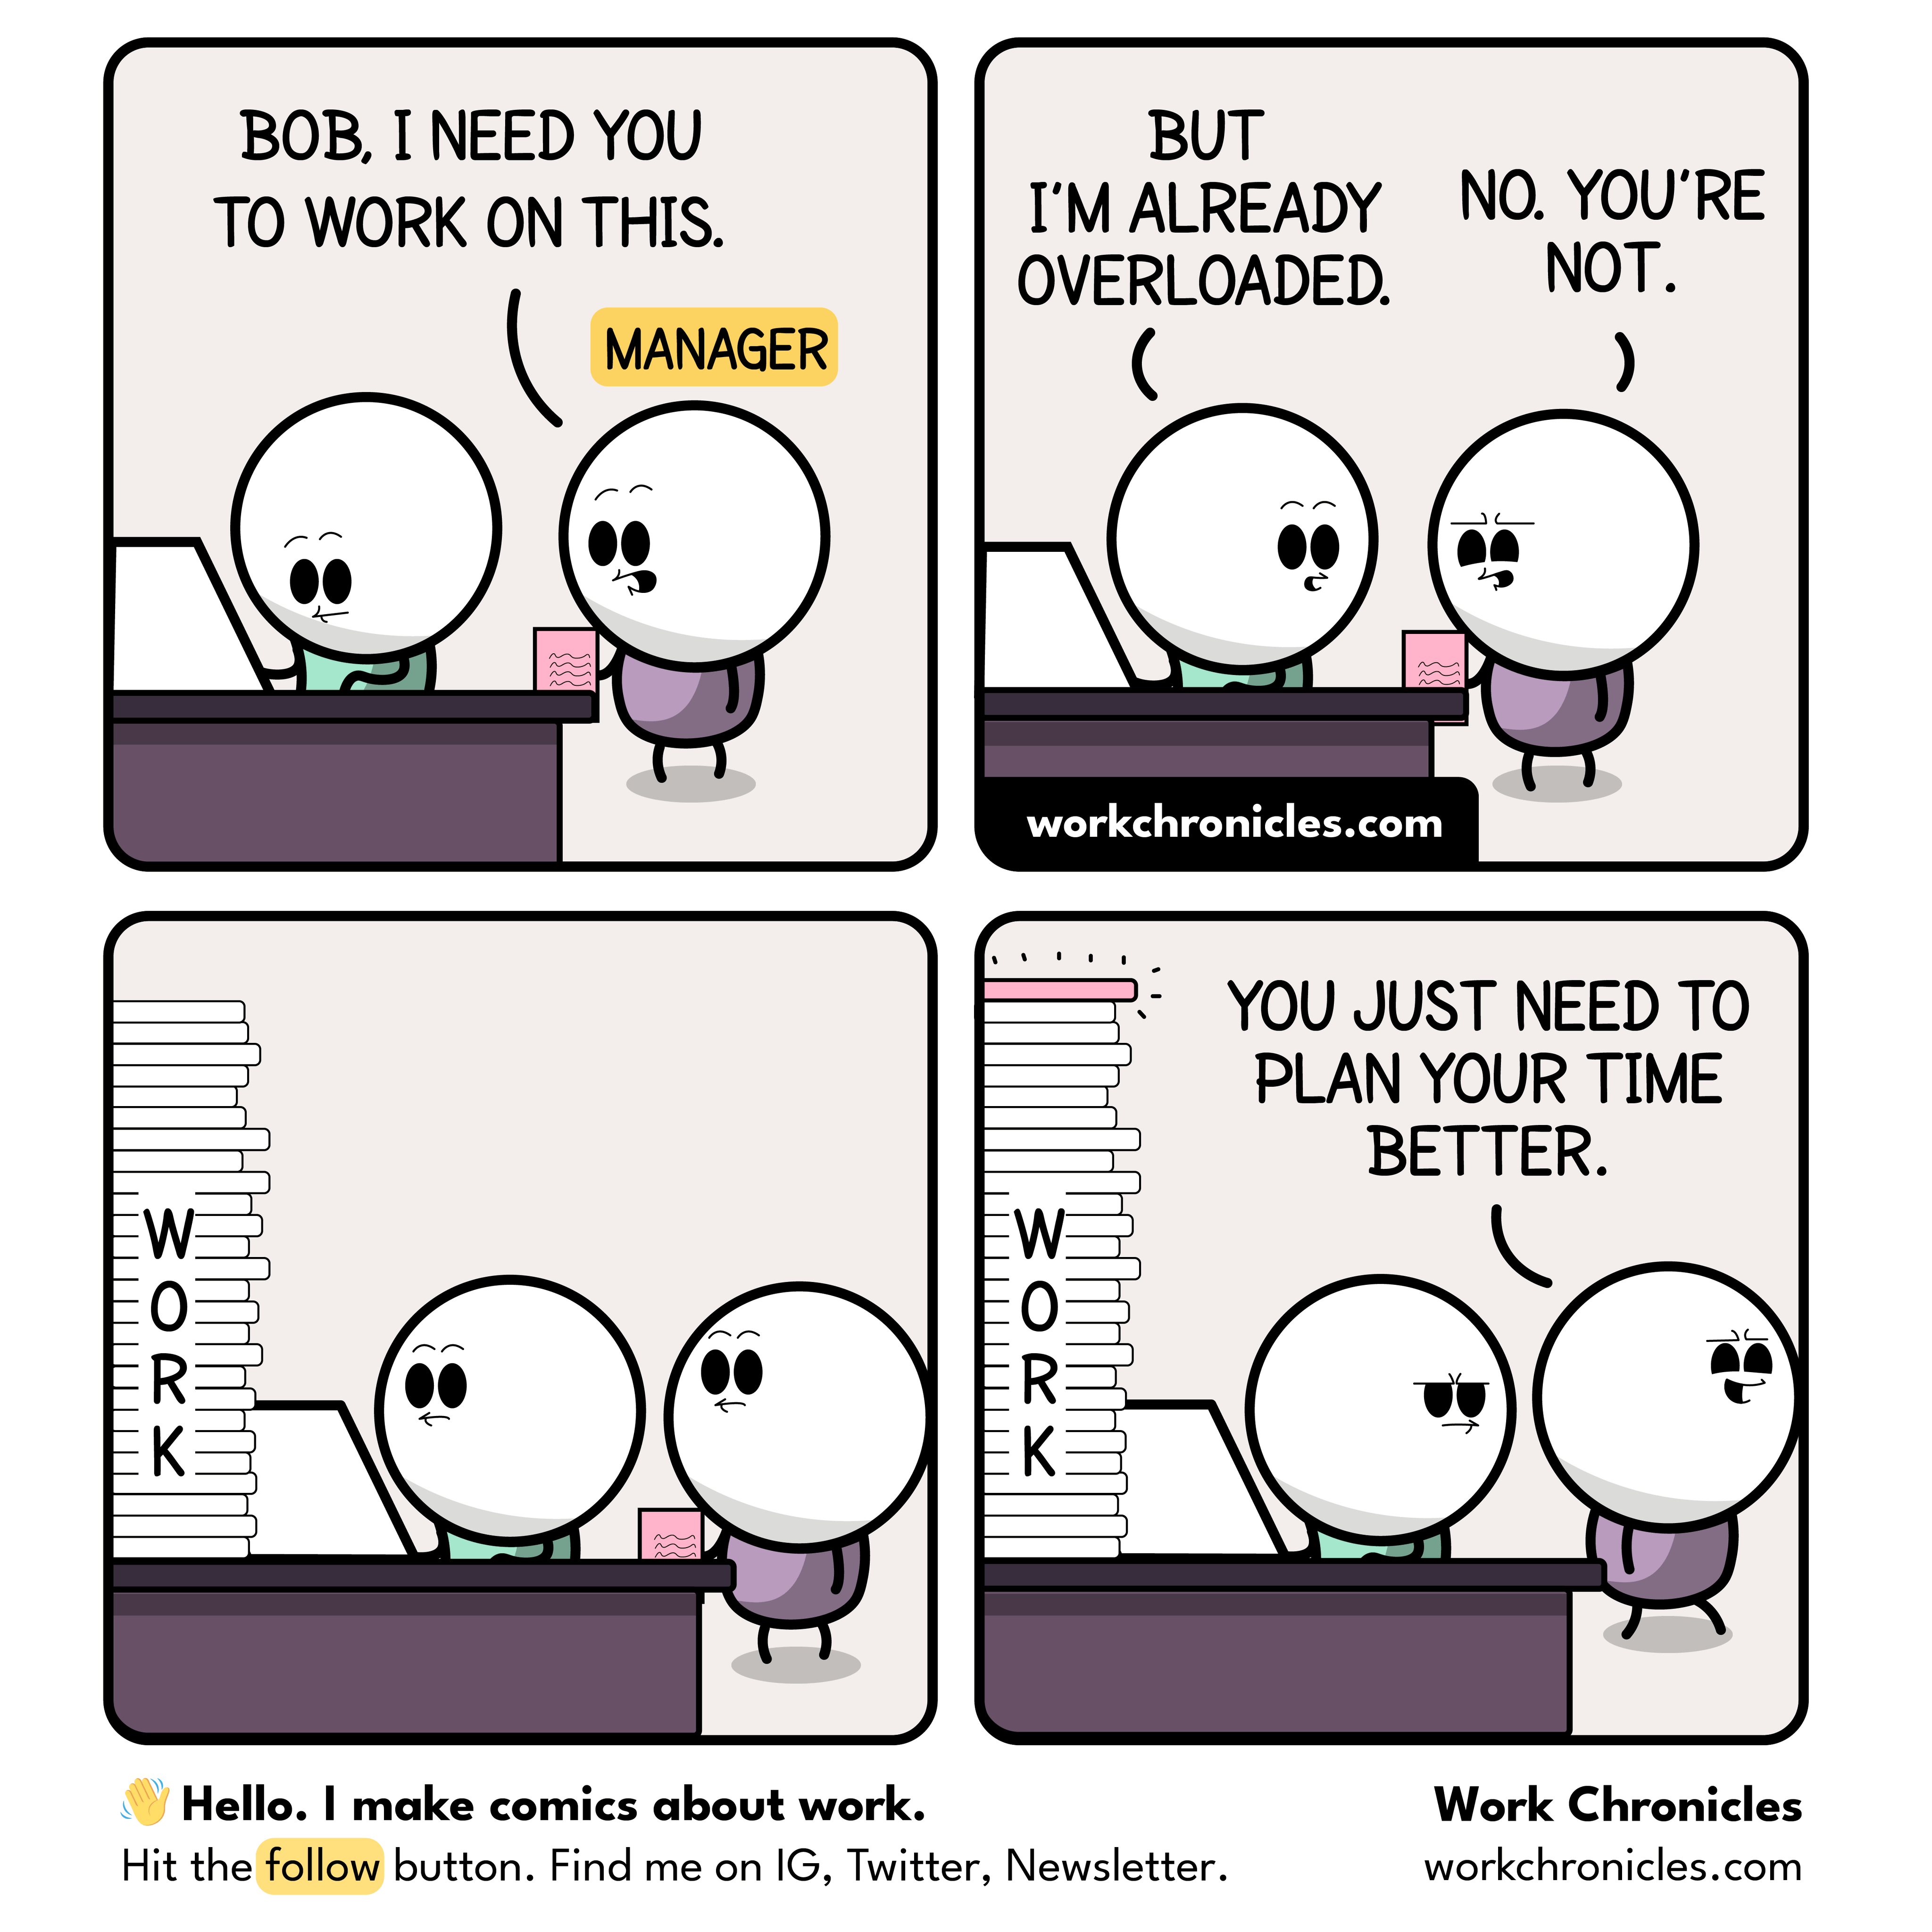 BOB, I NEED YOU
TO WORK ON THIS.
MANAGER
BUT
I'M ALREADY
OVERLOADED.
NO. YOU'RE
NOT.
workchronicles.com
W
O
R
K
YOU JUST NEED TO
PLAN YOUR TIME
BETTER.
W
O
R
K
👋 Hello. I make comics about work.
Hit the follow button. Find me on IG, Twitter, Newsletter.
Work Chronicles
workchronicles.com